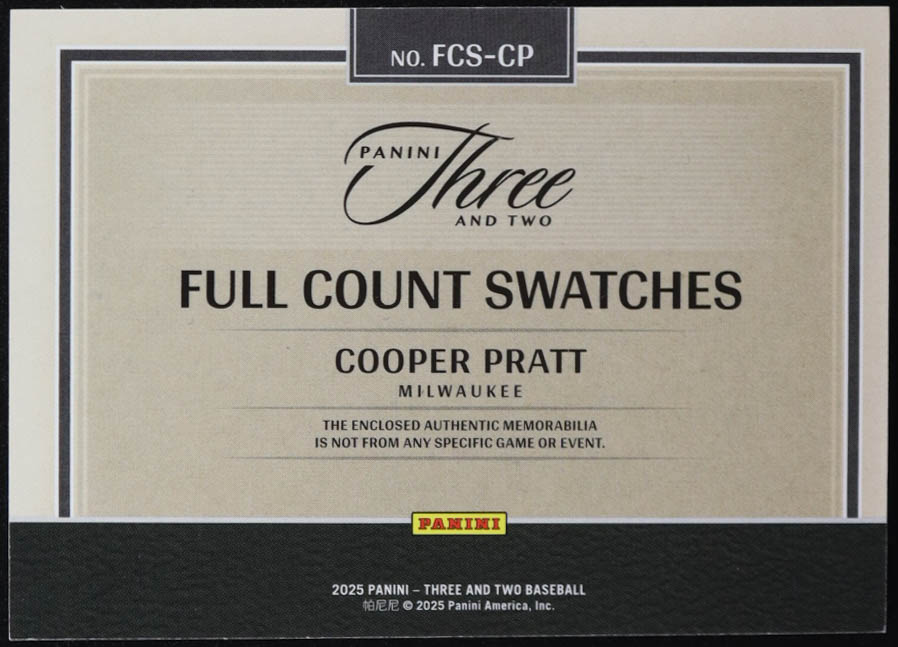 NO. FCS-CP
PANINI
Three
AND TWO
FULL COUNT SWATCHES
COOPER PRATT
MILWAUKEE
THE ENCLOSED AUTHENTIC MEMORABILIA
IS NOT FROM ANY SPECIFIC GAME OR EVENT.
PANINI
2025 PANINI – THREE AND TWO BASEBALL
帕尼尼 © 2025 Panini America, Inc.